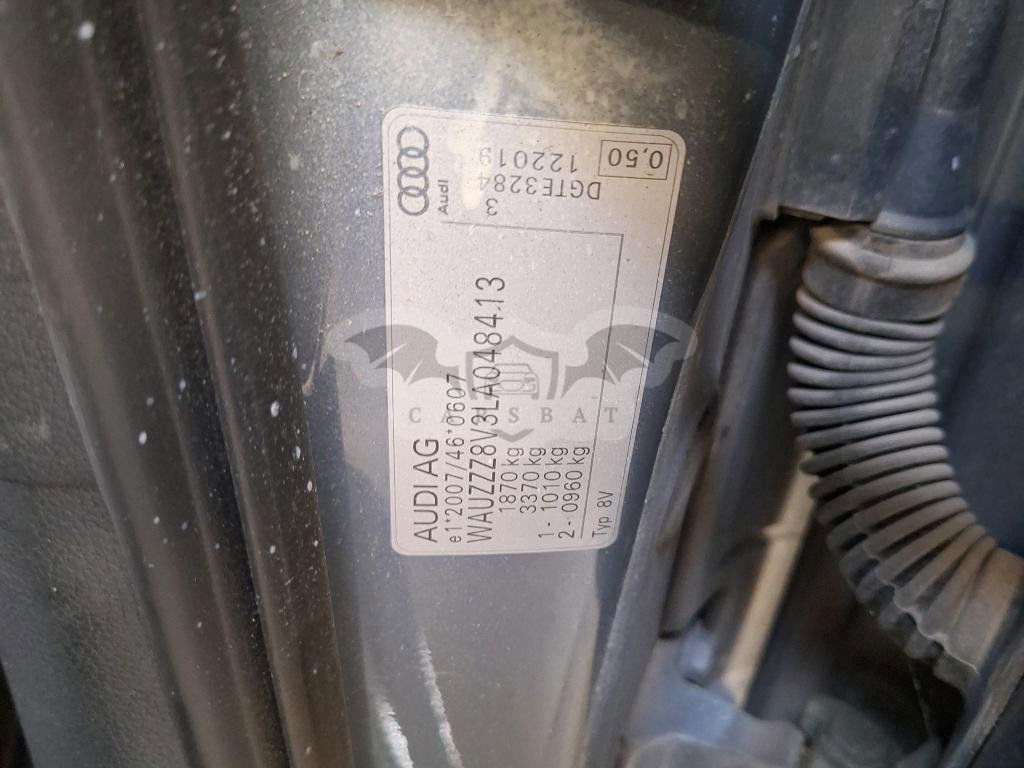 AUDI AG
e1*2007/46*0607
WAUZZZ8V3LA048413
1870 kg
3370 kg
1 - 1010 kg
2 - 0960 kg
Typ 8V
Audi
3
DGTE3284
122019
0,50
CARSBAT